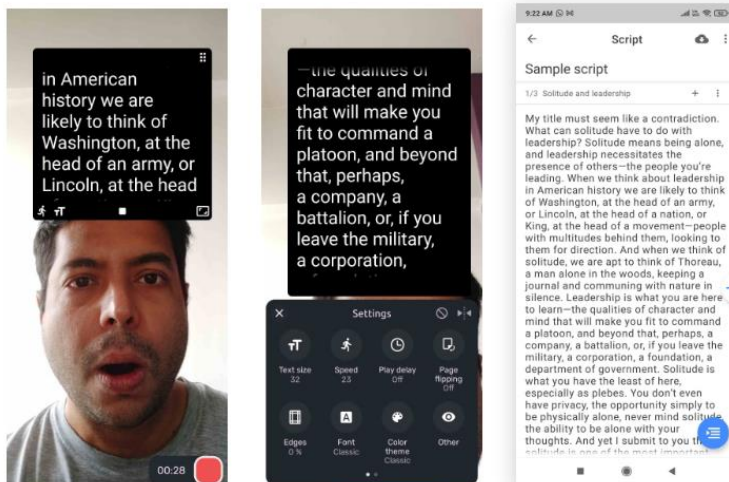 in American
history we are
likely to think of
Washington, at the
head of an army, or
Lincoln, at the head
00:28
—the qualities of
character and mind
that will make you
fit to command a
platoon, and beyond
that, perhaps,
a company, a
battalion, or, if you
leave the military,
a corporation,
Settings
Text size
32
Speed
23
Play delay
Off
Page
flipping
Off
Edges
0 %
Font
Classic
Color
theme
Classic
Other
9:22 AM
Script
Sample script
1/3 Solitude and leadership
My title must seem like a contradiction.
What can solitude have to do with
leadership? Solitude means being alone,
and leadership necessitates the
presence of others—the people you're
leading. When we think about leadership
in American history we are likely to think
of Washington, at the head of an army,
or Lincoln, at the head of a nation, or
King, at the head of a movement—people
with multitudes behind them, looking to
them for direction. And when we think of
solitude, we are apt to think of Thoreau,
a man alone in the woods, keeping a
journal and communing with nature in
silence. Leadership is what you are here
to learn—the qualities of character and
mind that will make you fit to command
a platoon, and beyond that, perhaps, a
company, a battalion, or, if you leave the
military, a corporation, a foundation, a
department of government. Solitude is
what you have the least of here,
especially as plebes. You don't even
have privacy, the opportunity simply to
be physically alone, never mind solitude,
the ability to be alone with your
thoughts. And yet I submit to you
solitude is one of the most important